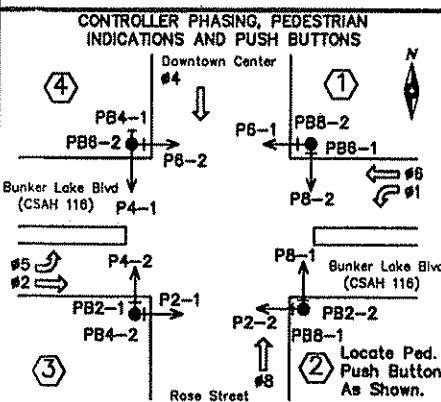 CONTROLLER PHASING, PEDESTRIAN
INDICATIONS AND PUSH BUTTONS
4
Downtown Center
ø4
1
N
PB4-1
PB6-2
P6-2
P4-1
P6-1
PB8-2
PB6-1
P8-2
ø6
ø1
Bunker Lake Blvd
(CSAH 116)
ø5
ø2
P4-2
P8-1
Bunker Lake Blvd
(CSAH 116)
PB2-1
P2-1
PB4-2
P2-2
PB2-2
PB8-1
3
Rose Street
ø8
2
Locate Ped.
Push Button
As Shown.